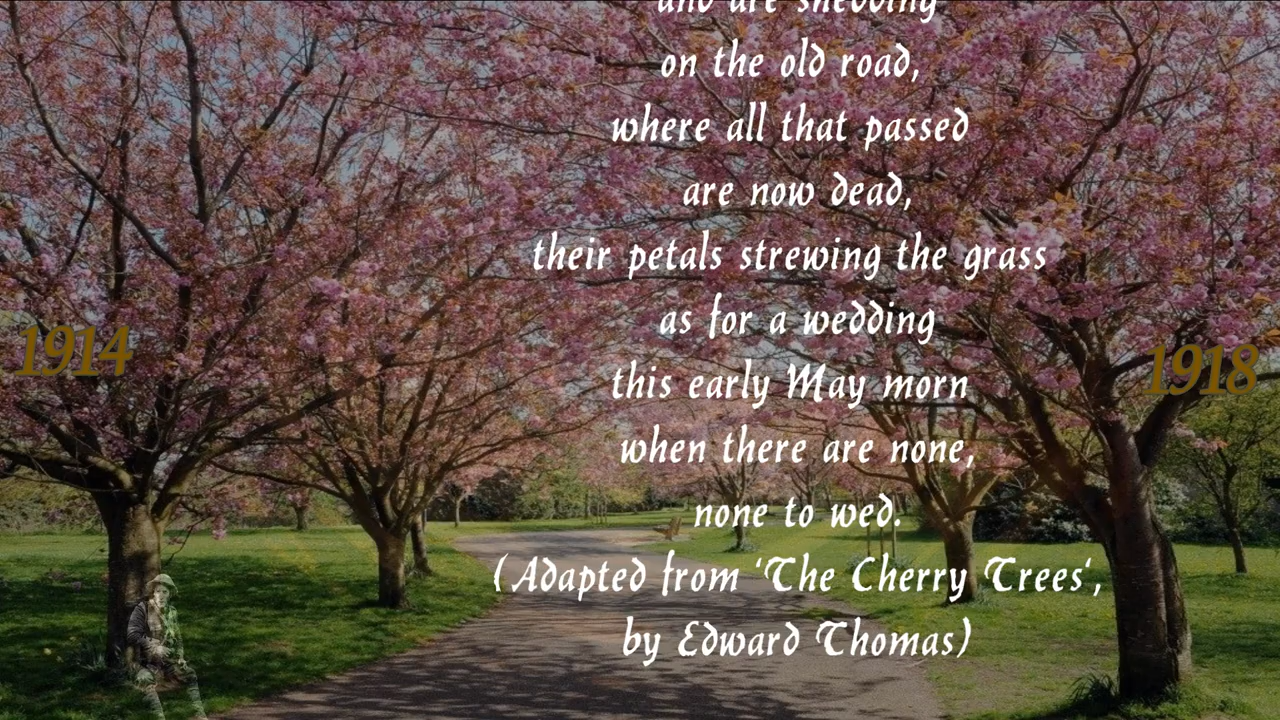 and are shedding
on the old road,
where all that passed
are now dead,
their petals strewing the grass
as for a wedding
1914
1918
this early May morn
when there are none,
none to wed.
(Adapted from ‘The Cherry Trees‘,
by Edward Thomas)